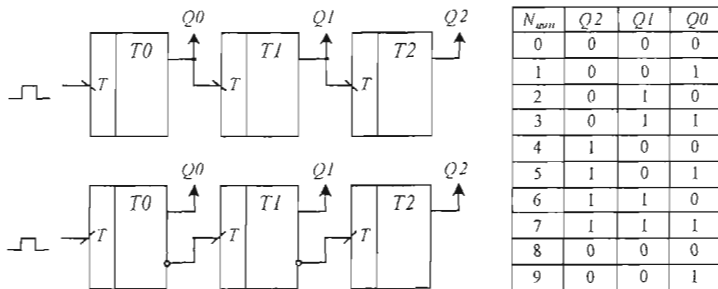 Q0 Q1 Q2
T0 T1 T2
T T T
Q0 Q1 Q2
T0 T1 T2
T T T
Nимп Q2 Q1 Q0
0 0 0 0
1 0 0 1
2 0 1 0
3 0 1 1
4 1 0 0
5 1 0 1
6 1 1 0
7 1 1 1
8 0 0 0
9 0 0 1